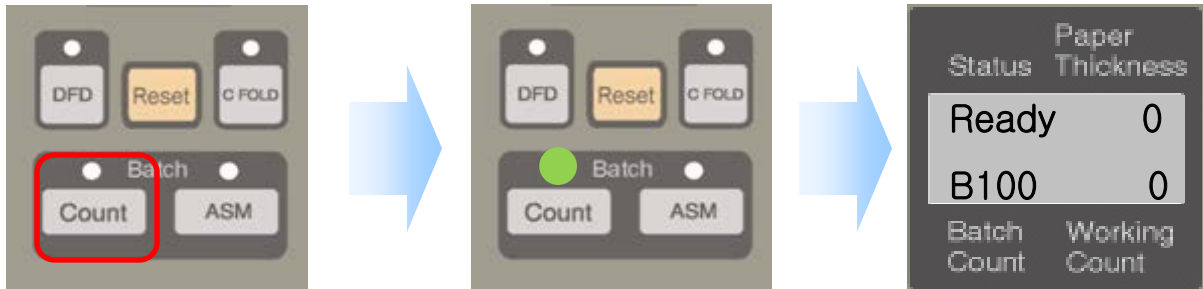 DFD
Reset
C FOLD
Batch
Count
ASM
DFD
Reset
C FOLD
Batch
Count
ASM
Status
Paper
Thickness
Ready 0
B100 0
Batch
Count
Working
Count